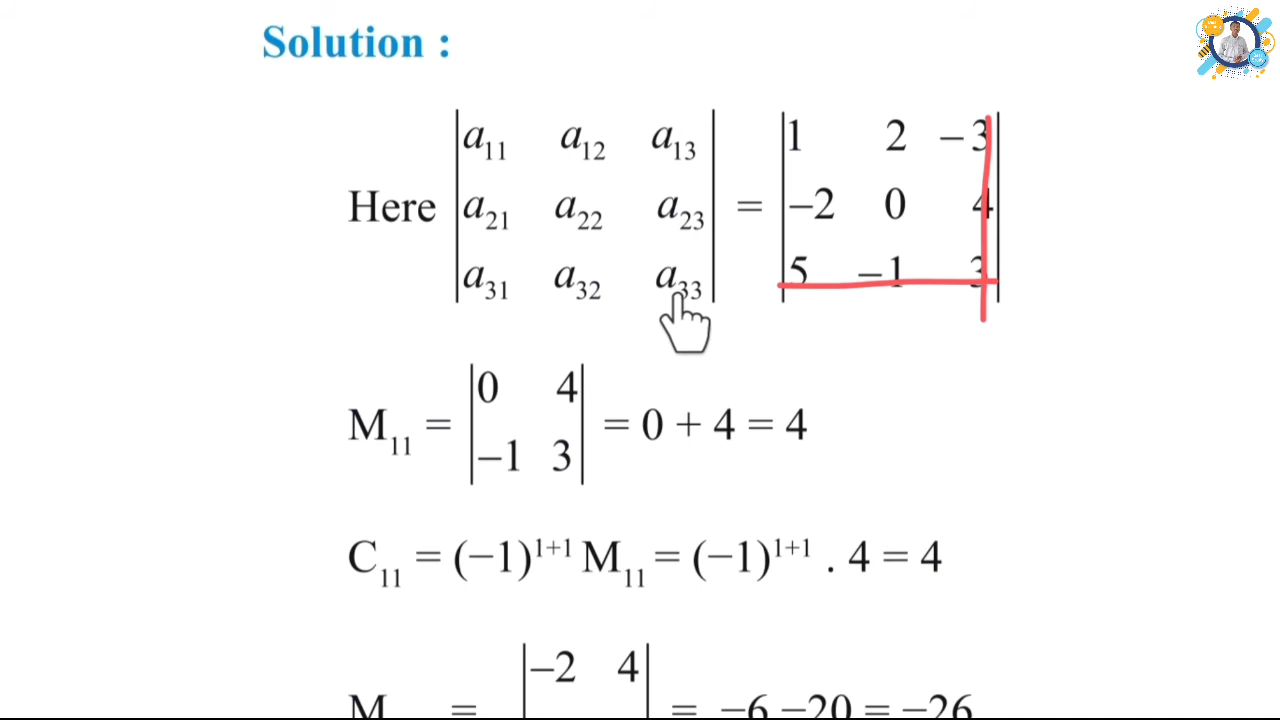 Solution :
Here | a₁₁ a₁₂ a₁₃ | = | 1 2 –3 |
| a₂₁ a₂₂ a₂₃ | | –2 0 4 |
| a₃₁ a₃₂ a₃₃ | | 5 –1 3 |
M₁₁ = | 0 4 | = 0 + 4 = 4
| –1 3 |
C₁₁ = (–1)¹⁺¹ M₁₁ = (–1)¹⁺¹ . 4 = 4
| –2 4 |
M = | | = –6 –20 = –26